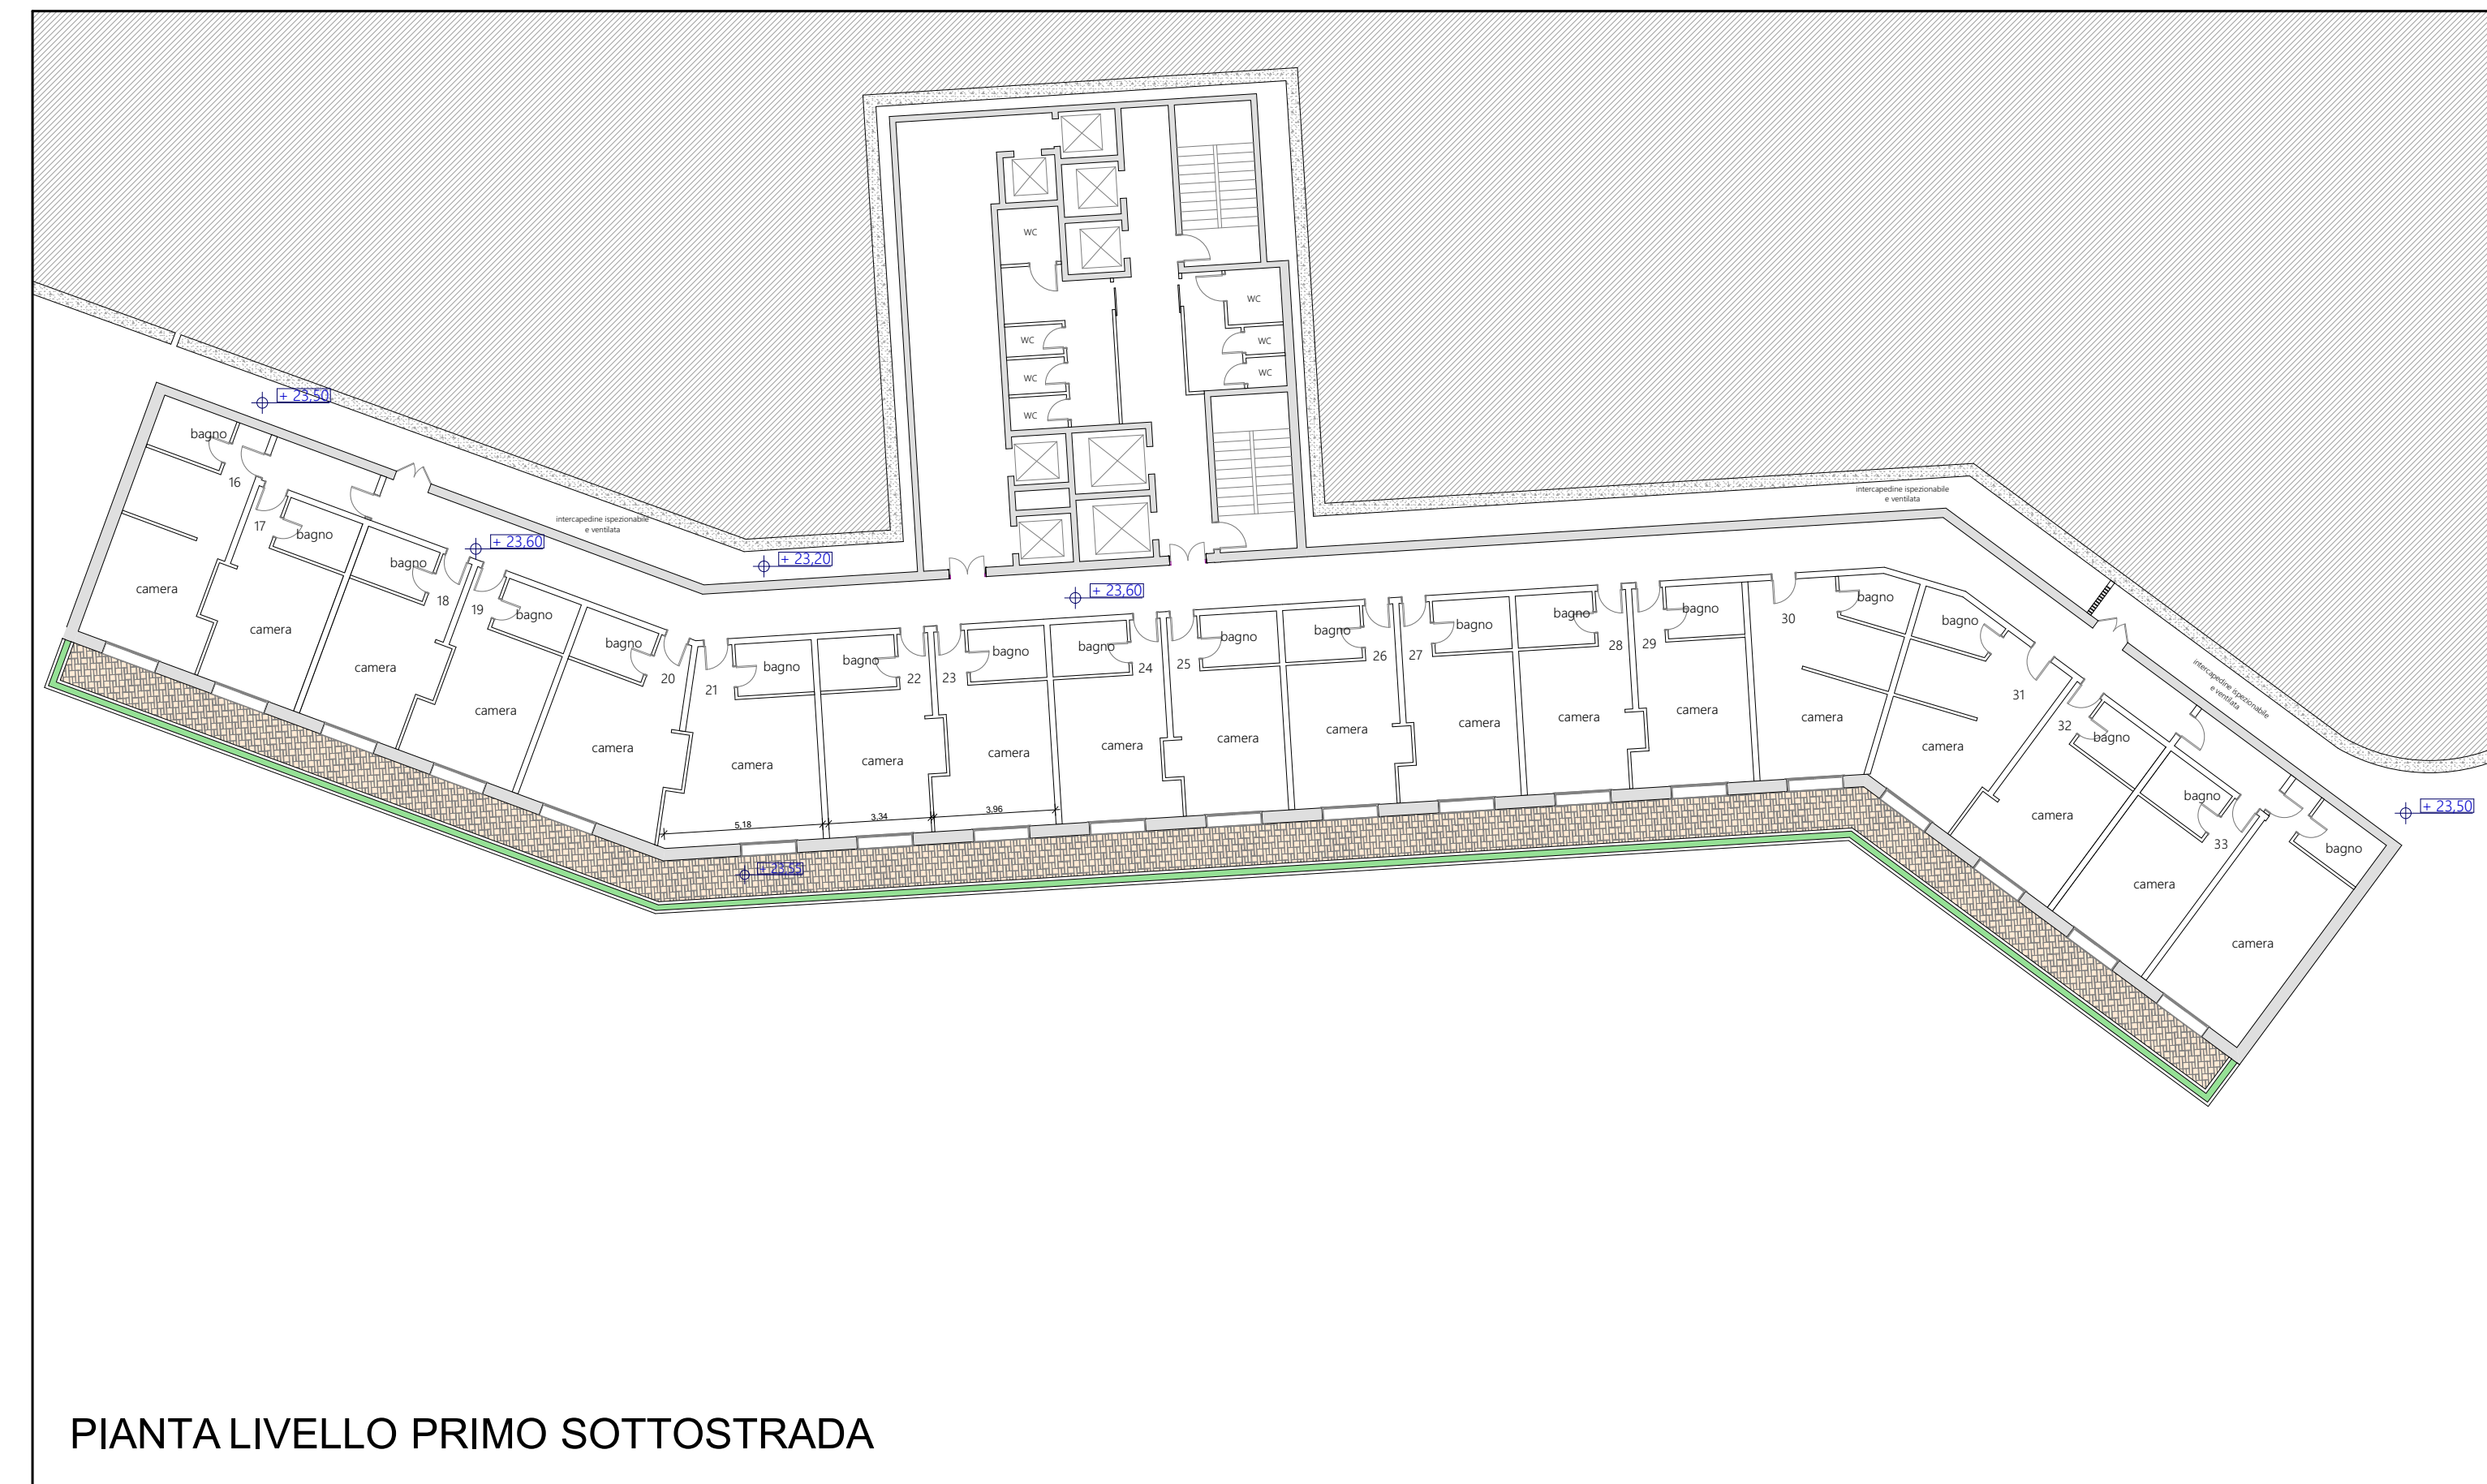 WC
WC
+ 23,50
WC
WC
WC
WC
WC
bagno
16
intercapedine ispezionabile
e ventilata
17
bagno
intercapedine ispezionabile
e ventilata
+ 23,60
+ 23,20
bagno
camera
18
19
bagno
+ 23,60
camera
bagno
20
camera
21
bagno
bagno
22
23
bagno
bagno
24
25
bagno
bagno
26
27
bagno
bagno
28
29
bagno
30
bagno
bagno
31
32
bagno
intercapedine ispezionabile
e ventilata
camera
camera
camera
camera
camera
camera
camera
camera
camera
camera
camera
camera
camera
camera
bagno
33
+ 23,50
5,18
3,34
3,96
bagno
+ 23,55
camera
camera
PIANTA LIVELLO PRIMO SOTTOSTRADA